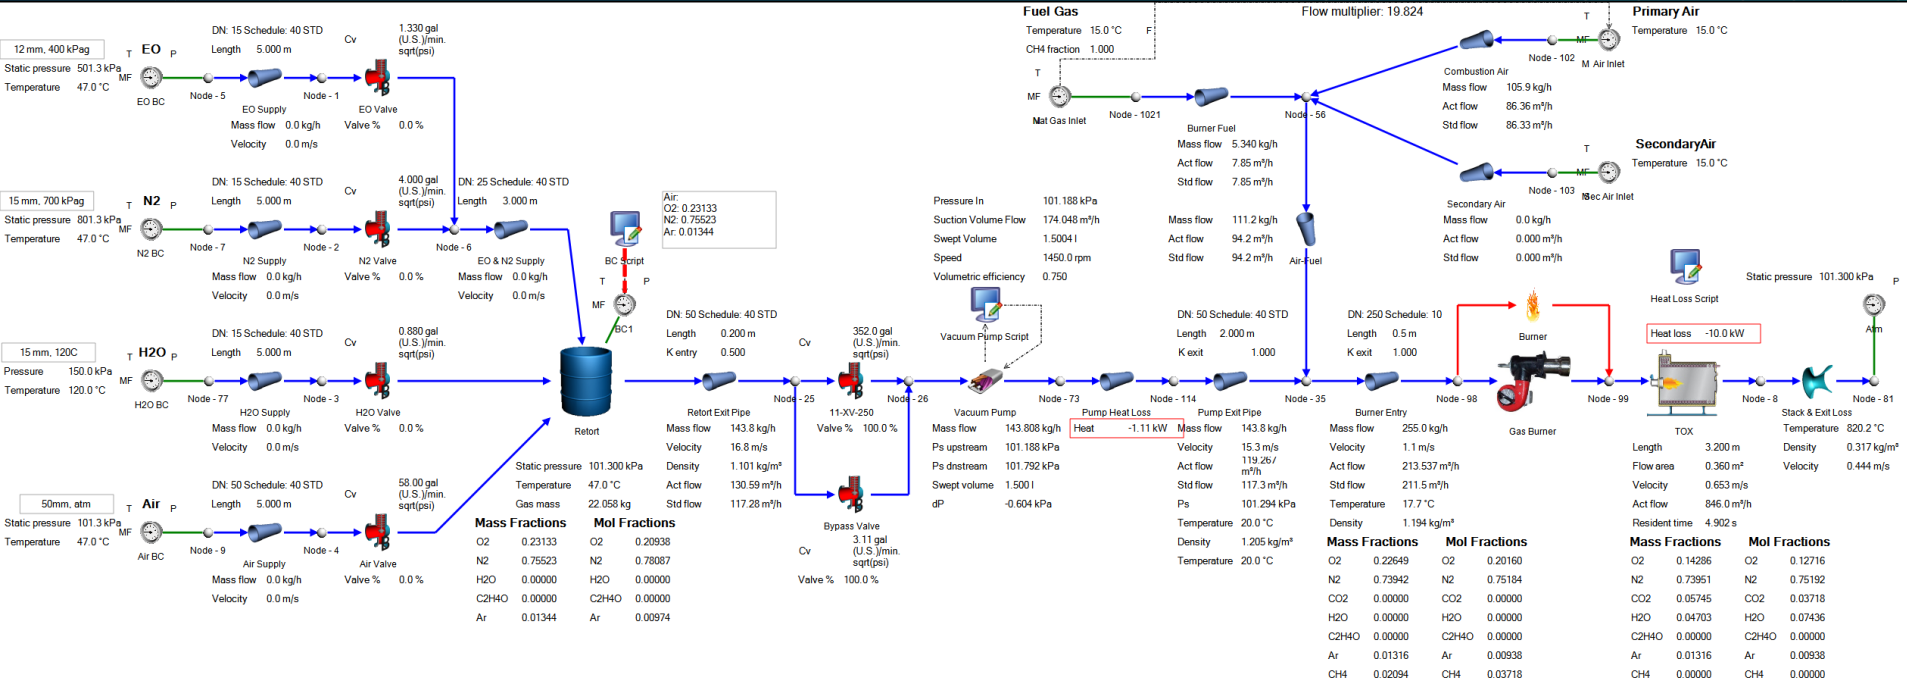 Fuel Gas
Temperature 15.0 °C
F
CH4 fraction 1.000
T
MF
Nat Gas Inlet
Node - 1021
Burner Fuel
Mass flow 5.340 kg/h
Act flow 7.85 m³/h
Std flow 7.85 m³/h
Flow multiplier: 19.824
Node - 56
T
Primary Air
Temperature 15.0 °C
MF
Node - 102
M Air Inlet
Combustion Air
Mass flow 105.9 kg/h
Act flow 86.36 m³/h
Std flow 86.33 m³/h
SecondaryAir
T
Temperature 15.0 °C
MF
Node - 103
Sec Air Inlet
Secondary Air
Mass flow 0.0 kg/h
Act flow 0.000 m³/h
Std flow 0.000 m³/h
Mass flow 111.2 kg/h
Act flow 94.2 m³/h
Std flow 94.2 m³/h
Air-Fuel
12 mm, 400 kPag
T EO P
Static pressure 501.3 kPa
MF
Temperature 47.0 °C
EO BC
Node - 5
DN: 15 Schedule: 40 STD
Length 5.000 m
EO Supply
Node - 1
Mass flow 0.0 kg/h
Velocity 0.0 m/s
Cv
1.330 gal
(U.S.)/min.
sqrt(psi)
EO Valve
Valve % 0.0 %
15 mm, 700 kPag
T N2 P
Static pressure 801.3 kPa
MF
Temperature 47.0 °C
N2 BC
Node - 7
DN: 15 Schedule: 40 STD
Length 5.000 m
N2 Supply
Node - 2
Mass flow 0.0 kg/h
Velocity 0.0 m/s
Cv
4.000 gal
(U.S.)/min.
sqrt(psi)
N2 Valve
Valve % 0.0 %
DN: 25 Schedule: 40 STD
Length 3.000 m
Node - 6
EO & N2 Supply
Mass flow 0.0 kg/h
Velocity 0.0 m/s
Air:
O2: 0.23133
N2: 0.75523
Ar: 0.01344
BC Script
T P
MF
BC1
15 mm, 120C
T H2O P
Pressure 150.0 kPa
MF
Temperature 120.0 °C
H2O BC
Node - 77
DN: 15 Schedule: 40 STD
Length 5.000 m
H2O Supply
Node - 3
Mass flow 0.0 kg/h
Velocity 0.0 m/s
Cv
0.880 gal
(U.S.)/min.
sqrt(psi)
H2O Valve
Valve % 0.0 %
50mm, atm
T Air P
Static pressure 101.3 kPa
MF
Temperature 47.0 °C
Air BC
Node - 9
DN: 50 Schedule: 40 STD
Length 5.000 m
Air Supply
Node - 4
Mass flow 0.0 kg/h
Velocity 0.0 m/s
Cv
58.00 gal
(U.S.)/min.
sqrt(psi)
Air Valve
Valve % 0.0 %
Retort
Static pressure 101.300 kPa
Temperature 47.0 °C
Gas mass 22.058 kg
Mass Fractions Mol Fractions
O2 0.23133 O2 0.20938
N2 0.75523 N2 0.78087
H2O 0.00000 H2O 0.00000
C2H4O 0.00000 C2H4O 0.00000
Ar 0.01344 Ar 0.00974
DN: 50 Schedule: 40 STD
Length 0.200 m
K entry 0.500
Retort Exit Pipe
Mass flow 143.8 kg/h
Velocity 16.8 m/s
Density 1.101 kg/m³
Act flow 130.59 m³/h
Std flow 117.28 m³/h
Node - 25
Cv
352.0 gal
(U.S.)/min.
sqrt(psi)
11-XV-250
Valve % 100.0 %
Node - 26
Bypass Valve
3.11 gal
Cv (U.S.)/min.
sqrt(psi)
Valve % 100.0 %
Pressure In 101.188 kPa
Suction Volume Flow 174.048 m³/h
Swept Volume 1.5004 l
Speed 1450.0 rpm
Volumetric efficiency 0.750
Vacuum Pump Script
Vacuum Pump
Mass flow 143.808 kg/h
Ps upstream 101.188 kPa
Ps dnstream 101.792 kPa
Swept volume 1.500 l
dP -0.604 kPa
Node - 73
Pump Heat Loss
Heat -1.11 kW
Node - 114
DN: 50 Schedule: 40 STD
Length 2.000 m
K exit 1.000
Pump Exit Pipe
Mass flow 143.8 kg/h
Velocity 15.3 m/s
Act flow 119.267 m³/h
Std flow 117.3 m³/h
Ps 101.294 kPa
Temperature 20.0 °C
Density 1.205 kg/m³
Temperature 20.0 °C
Node - 35
DN: 250 Schedule: 10
Length 0.5 m
K exit 1.000
Burner Entry
Mass flow 255.0 kg/h
Velocity 1.1 m/s
Act flow 213.537 m³/h
Std flow 211.5 m³/h
Temperature 17.7 °C
Density 1.194 kg/m³
Mass Fractions Mol Fractions
O2 0.22649 O2 0.20160
N2 0.73942 N2 0.75184
CO2 0.00000 CO2 0.00000
H2O 0.00000 H2O 0.00000
C2H4O 0.00000 C2H4O 0.00000
Ar 0.01316 Ar 0.00938
CH4 0.02094 CH4 0.03718
Node - 98
Burner
Gas Burner
Node - 99
Heat Loss Script
Heat loss -10.0 kW
TOX
Length 3.200 m
Flow area 0.360 m²
Velocity 0.653 m/s
Act flow 846.0 m³/h
Resident time 4.902 s
Mass Fractions Mol Fractions
O2 0.14286 O2 0.12716
N2 0.73951 N2 0.75192
CO2 0.05745 CO2 0.03718
H2O 0.04703 H2O 0.07436
C2H4O 0.00000 C2H4O 0.00000
Ar 0.01316 Ar 0.00938
CH4 0.00000 CH4 0.00000
Node - 8
Static pressure 101.300 kPa
P
Atm
Node - 81
Stack & Exit Loss
Temperature 820.2 °C
Density 0.317 kg/m³
Velocity 0.444 m/s